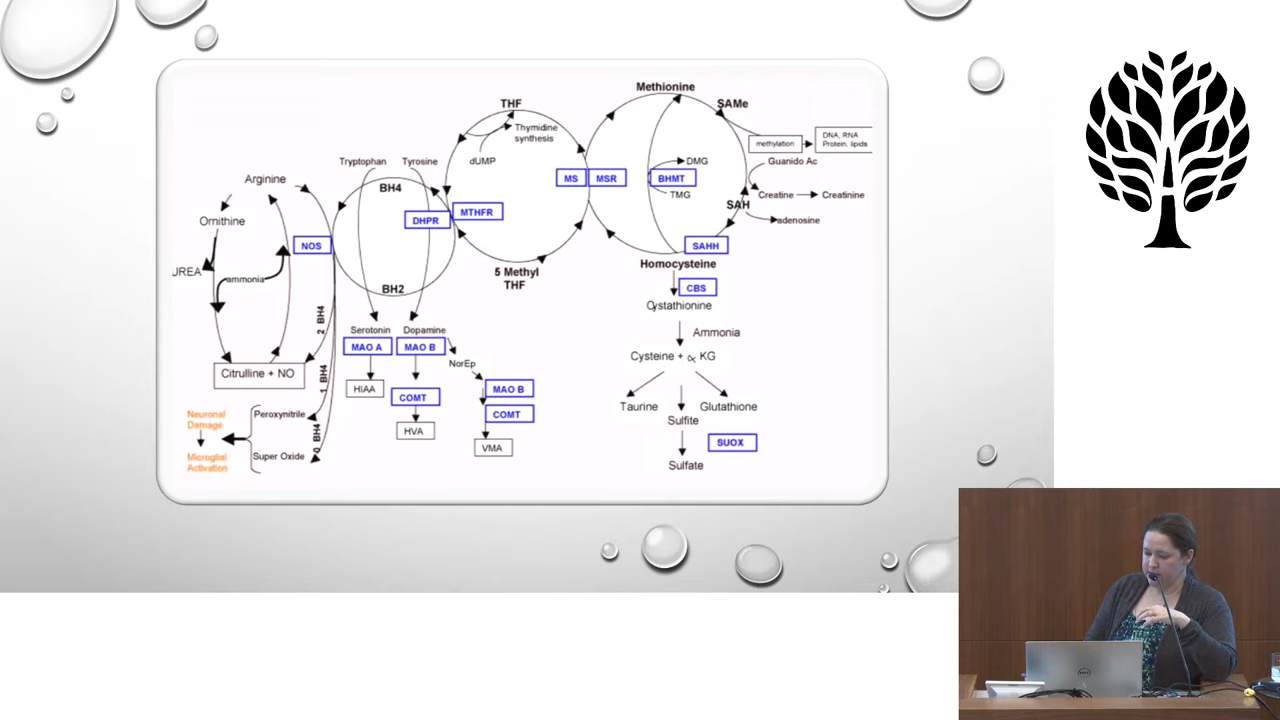 Methionine
THF
SAMe
Thymidine
synthesis
methylation
DNA, RNA
Protein, lipids
Tryptophan
Tyrosine
dUMP
DMG
Guanido Ac
MS
MSR
BHMT
Arginine
BH4
TMG
Creatine
Creatinine
SAH
MTHFR
DHPR
adenosine
Ornithine
NOS
SAHH
Homocysteine
UREA
ammonia
5 Methyl
THF
CBS
BH2
Cystathionine
2 BH4
Serotonin
Dopamine
Ammonia
MAO A
MAO B
NorEp
Cysteine + α KG
Citrulline + NO
1 BH4
HIAA
MAO B
COMT
Taurine
Glutathione
Neuronal
Damage
Peroxynitrile
COMT
Sulfite
HVA
0 BH4
VMA
SUOX
Microglial
Activation
Super Oxide
Sulfate
DELL